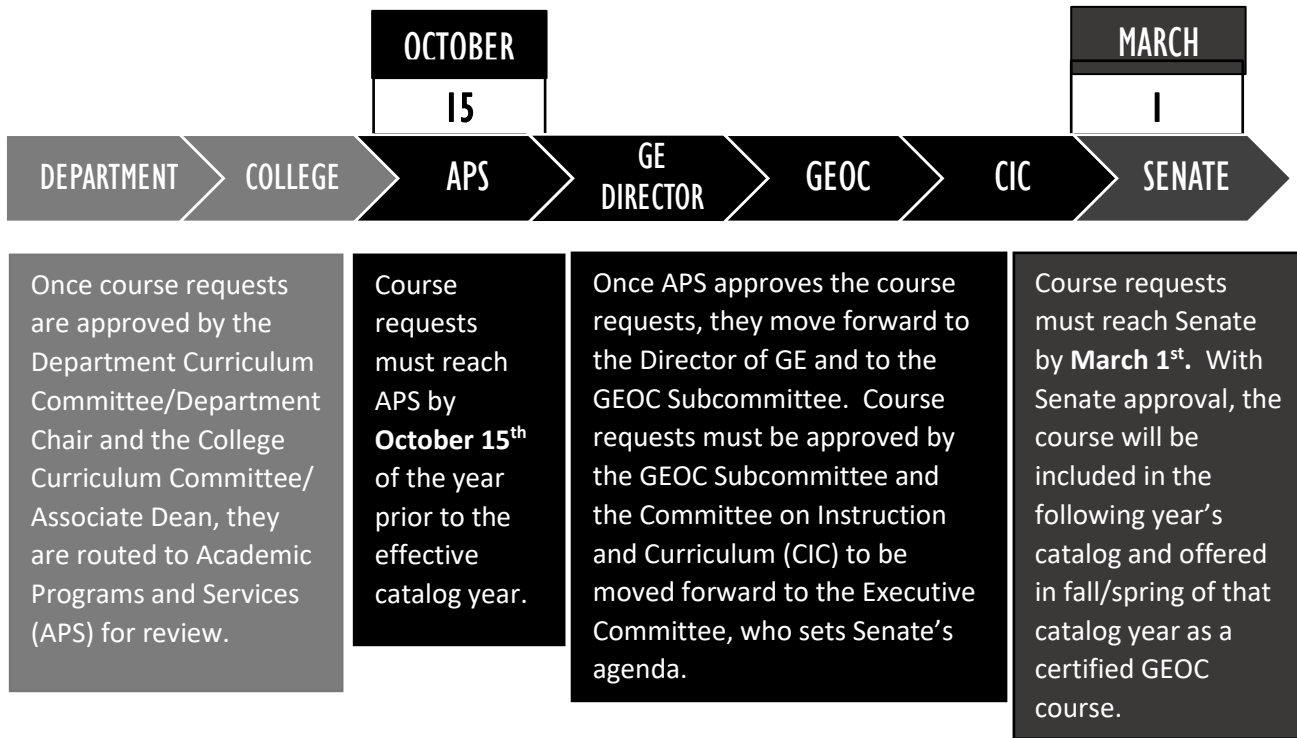 OCTOBER
15
MARCH
1
DEPARTMENT
COLLEGE
APS
GE
DIRECTOR
GEOC
CIC
SENATE
Once course requests
are approved by the
Department Curriculum
Committee/Department
Chair and the College
Curriculum Committee/
Associate Dean, they
are routed to Academic
Programs and Services
(APS) for review.
Course
requests
must reach
APS by
October 15th
of the year
prior to the
effective
catalog year.
Once APS approves the course
requests, they move forward to
the Director of GE and to the
GEOC Subcommittee.  Course
requests must be approved by
the GEOC Subcommittee and
the Committee on Instruction
and Curriculum (CIC) to be
moved forward to the Executive
Committee, who sets Senate’s
agenda.
Course requests
must reach Senate
by March 1st.  With
Senate approval, the
course will be
included in the
following year’s
catalog and offered
in fall/spring of that
catalog year as a
certified GEOC
course.